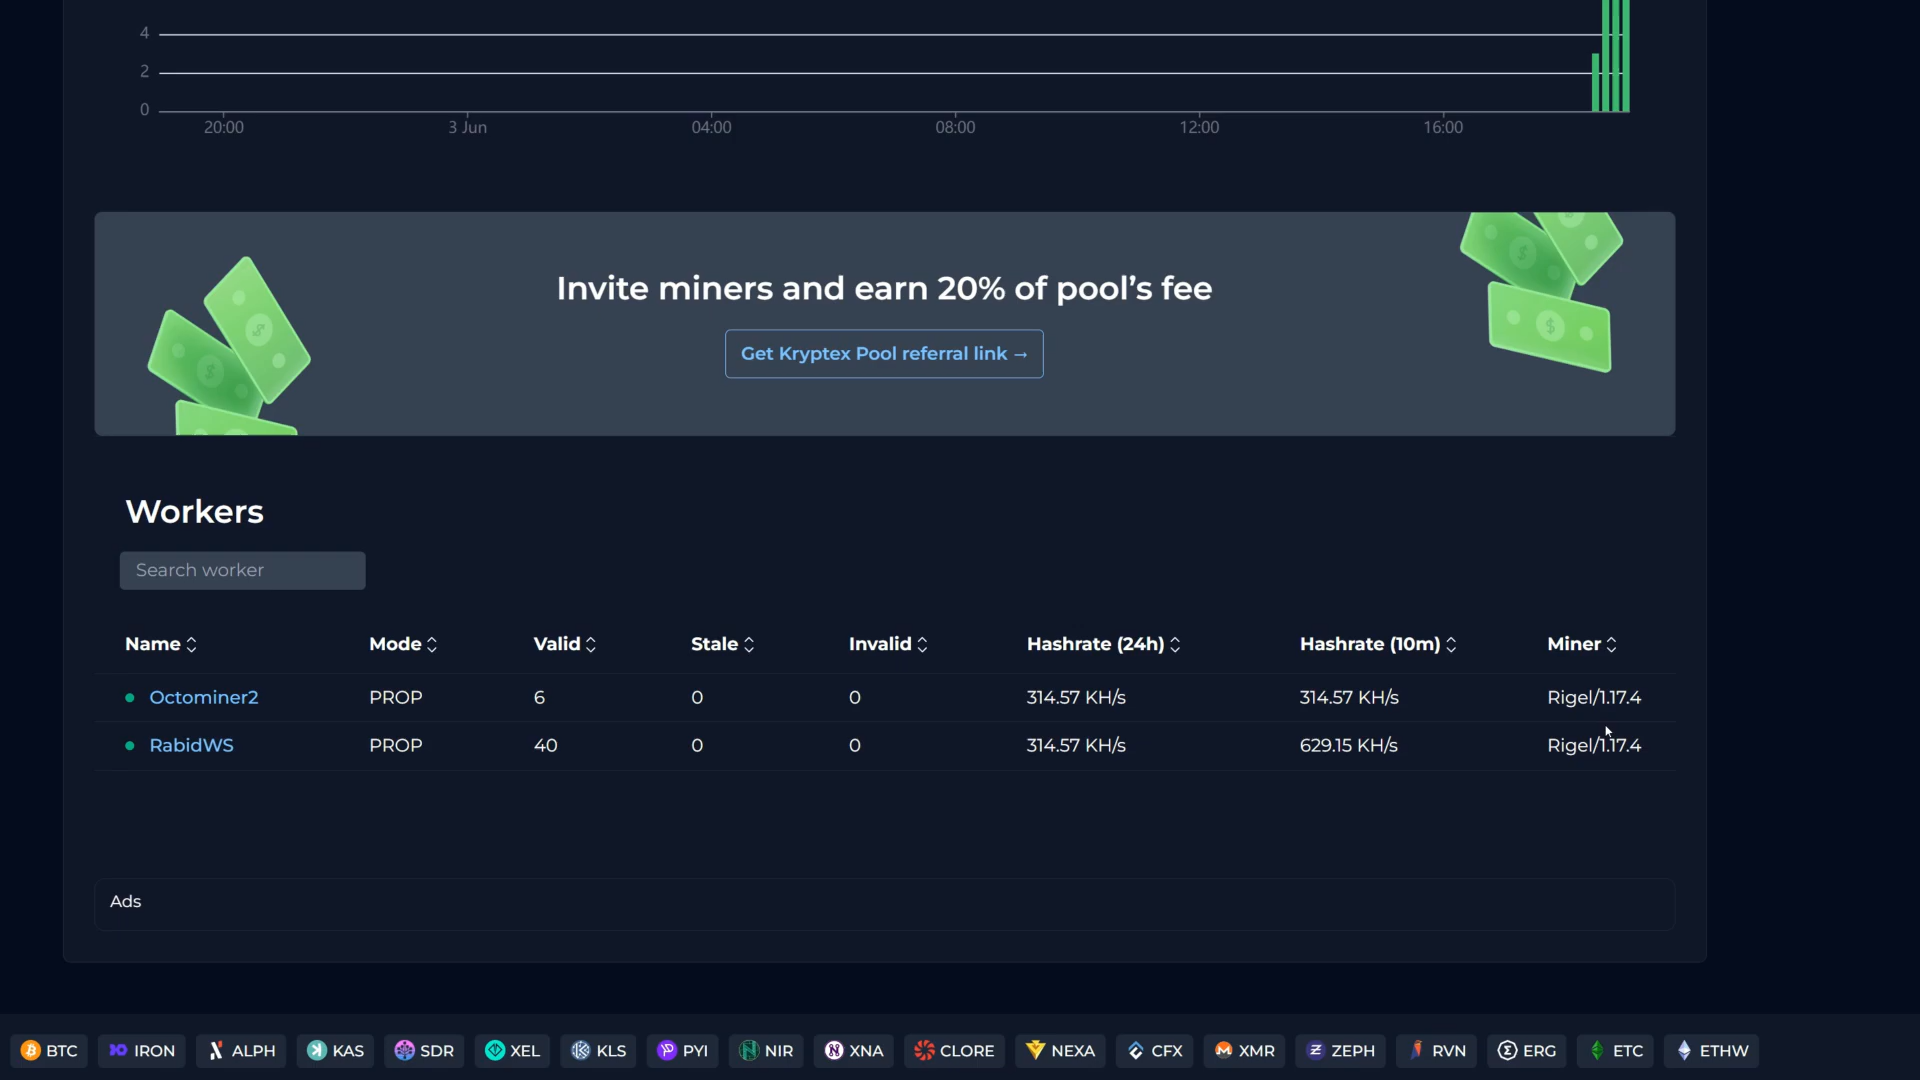 4
2
0
20:00 3 Jun 04:00 08:00 12:00 16:00
Invite miners and earn 20% of pool’s fee
Get Kryptex Pool referral link →
Workers
Search worker
Name Mode Valid Stale Invalid Hashrate (24h) Hashrate (10m) Miner
Octominer2 PROP 6 0 0 314.57 KH/s 314.57 KH/s Rigel/1.17.4
RabidWS PROP 40 0 0 314.57 KH/s 629.15 KH/s Rigel/1.17.4
Ads
BTC IRON ALPH KAS SDR XEL KLS PYI NIR XNA CLORE NEXA CFX XMR ZEPH RVN ERG ETC ETHW